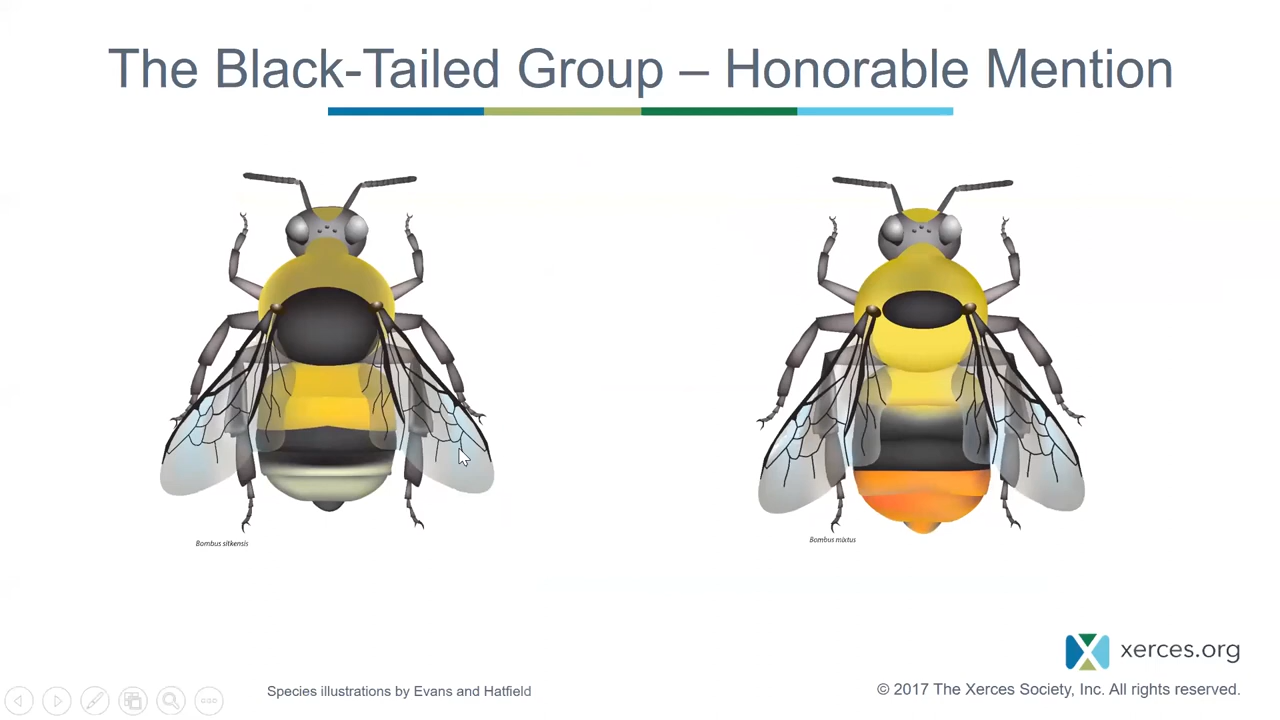 The Black-Tailed Group – Honorable Mention
Bombus sitkensis
Bombus mixtus
xerces.org
Species illustrations by Evans and Hatfield
© 2017 The Xerces Society, Inc. All rights reserved.